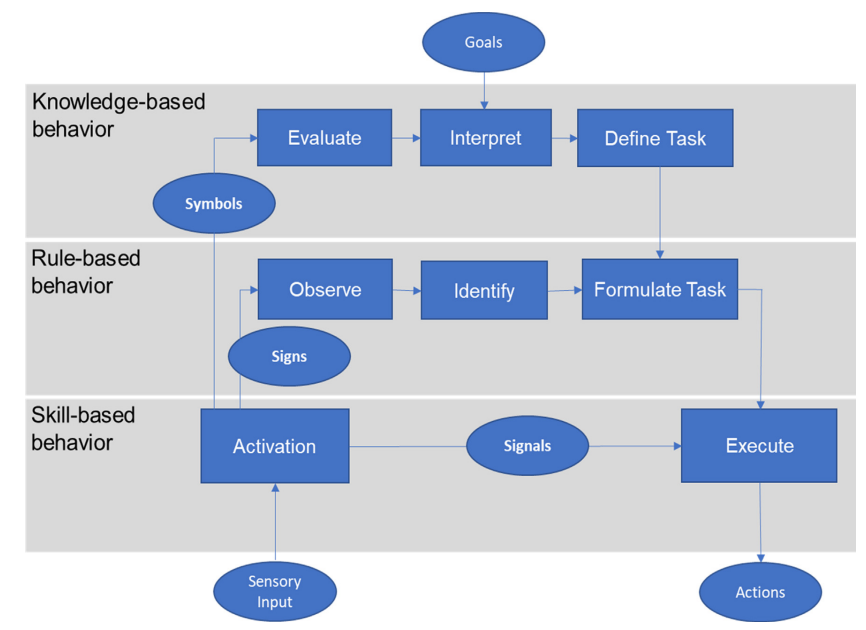 Goals
Knowledge-based
behavior
Evaluate
Interpret
Define Task
Symbols
Rule-based
behavior
Observe
Identify
Formulate Task
Signs
Skill-based
behavior
Activation
Signals
Execute
Sensory
Input
Actions